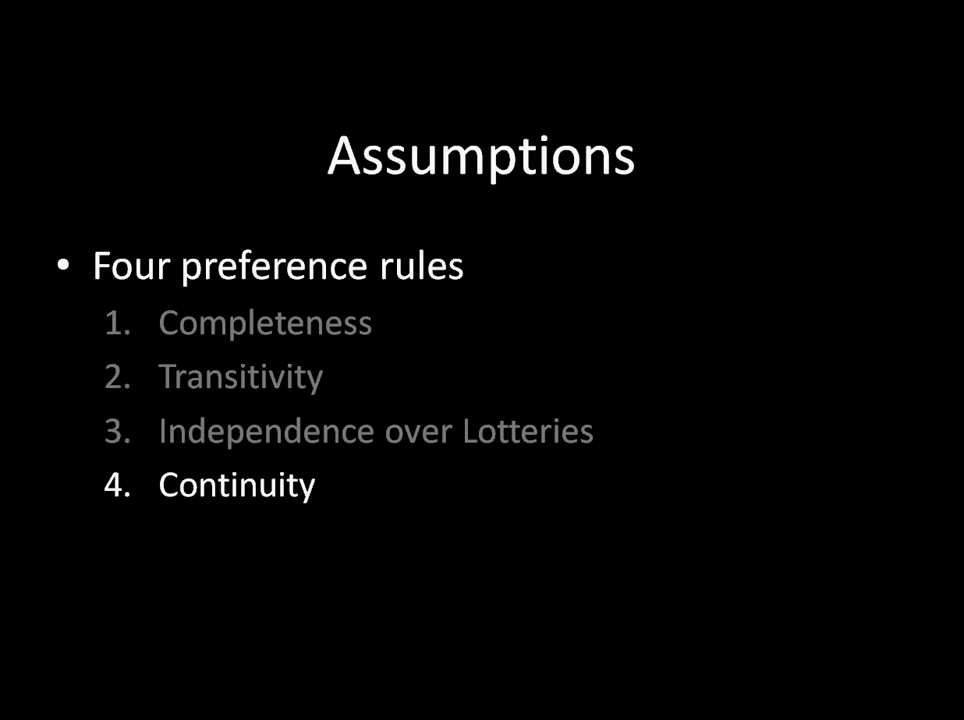 Assumptions
• Four preference rules
1. Completeness
2. Transitivity
3. Independence over Lotteries
4. Continuity